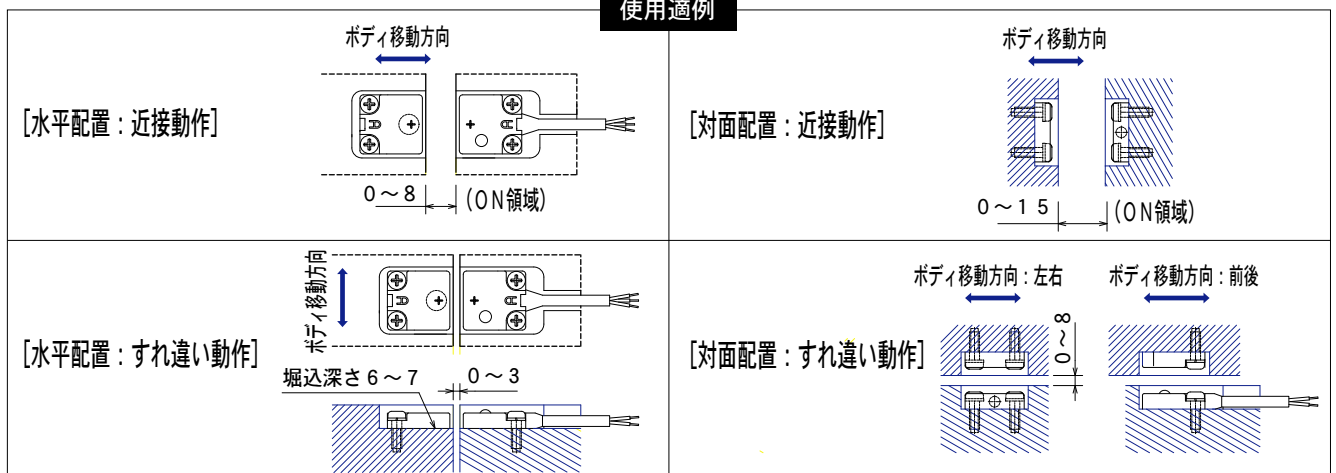 使用適例
ボディ移動方向
[水平配置：近接動作]
0～8
(ON領域)
ボディ移動方向
[対面配置：近接動作]
0～15
(ON領域)
ボディ移動方向
[水平配置：すれ違い動作]
堀込深さ6～7
0～3
ボディ移動方向：左右
ボディ移動方向：前後
[対面配置：すれ違い動作]
0～8